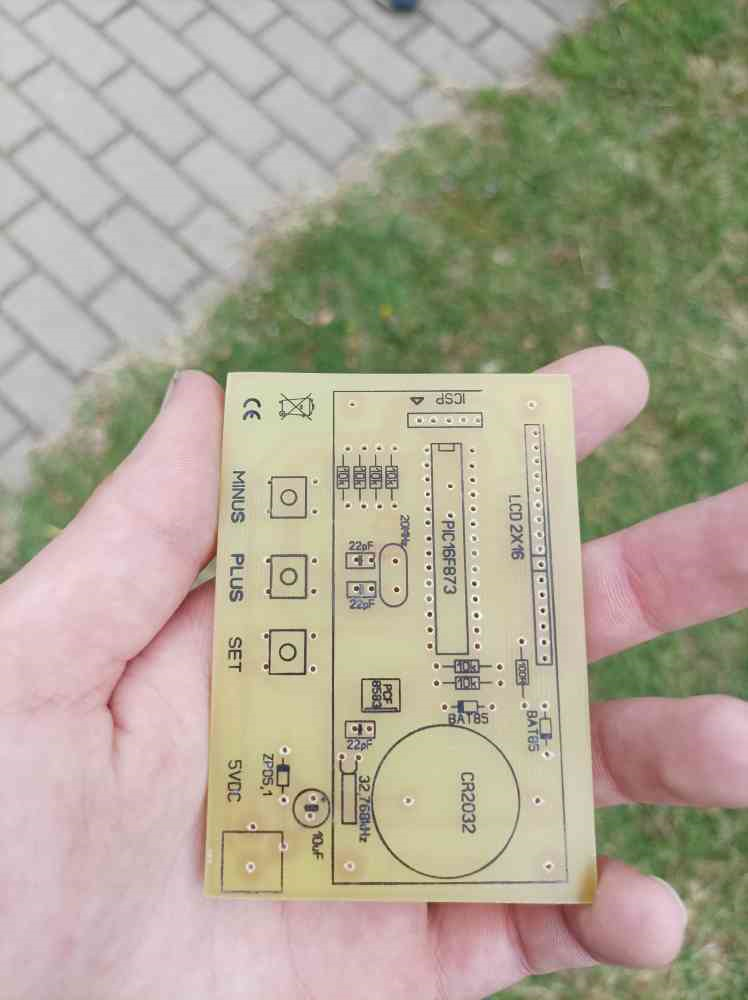 CE
ICSP
MINUS
PLUS
SET
5VDC
10k
10k
10k
10k
20MHz
22pF
22pF
PIC16F873
LCD 2X16
10k
10k
100R
BAT85
BAT85
PCF
8583
22pF
32,768kHz
CR2032
ZPD5,1
10uF